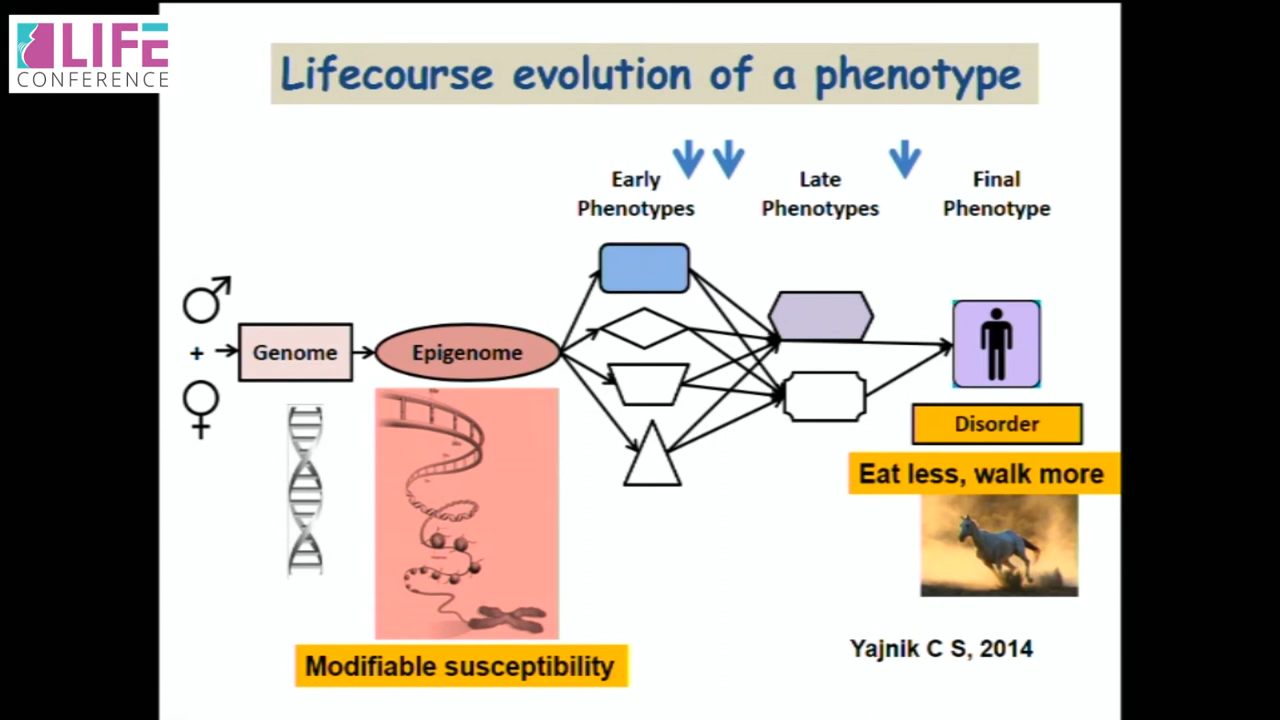 LIFE
CONFERENCE
Lifecourse evolution of a phenotype
Early
Phenotypes
Late
Phenotypes
Final
Phenotype
+
Genome
Epigenome
Disorder
Eat less, walk more
Modifiable susceptibility
Yajnik C S, 2014